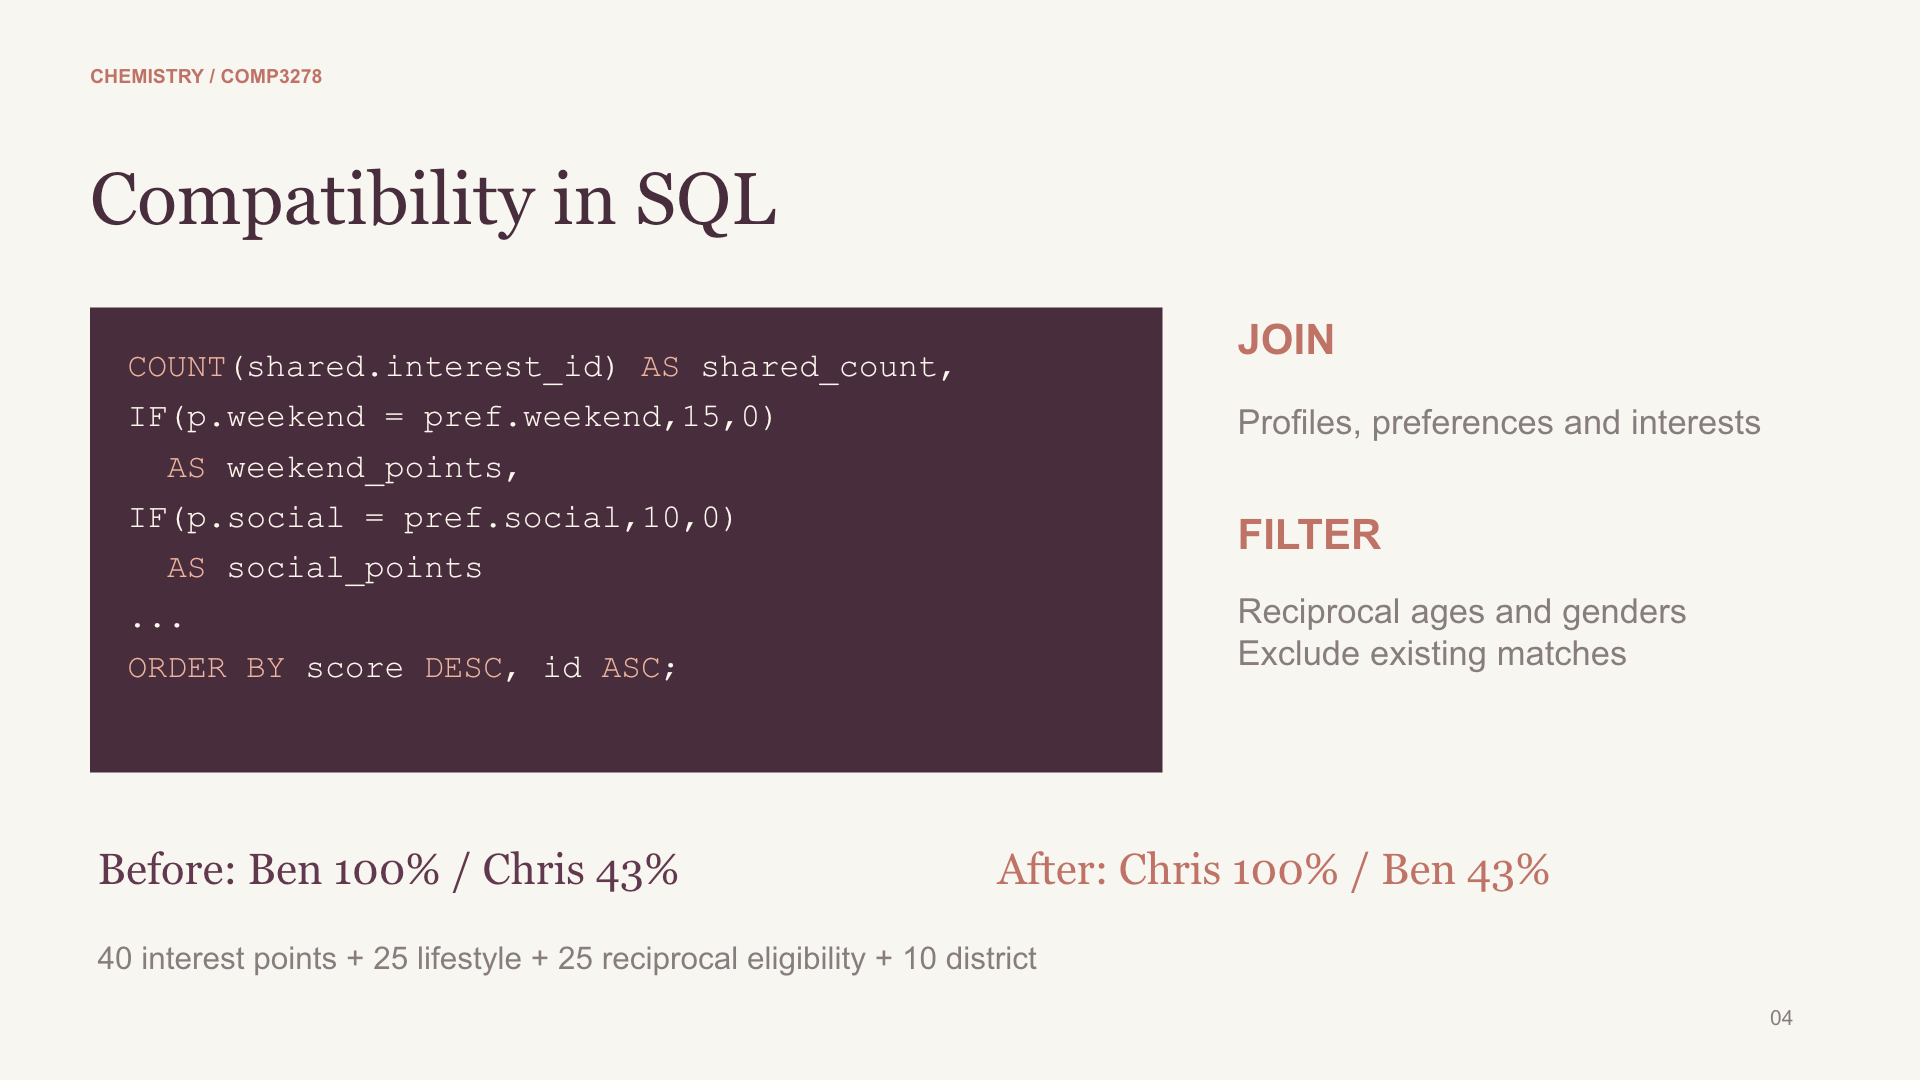 CHEMISTRY / COMP3278
Compatibility in SQL
COUNT(shared.interest_id) AS shared_count,
IF(p.weekend = pref.weekend,15,0)
  AS weekend_points,
IF(p.social = pref.social,10,0)
  AS social_points
...
ORDER BY score DESC, id ASC;
JOIN
Profiles, preferences and interests
FILTER
Reciprocal ages and genders
Exclude existing matches
Before: Ben 100% / Chris 43%
After: Chris 100% / Ben 43%
40 interest points + 25 lifestyle + 25 reciprocal eligibility + 10 district
04